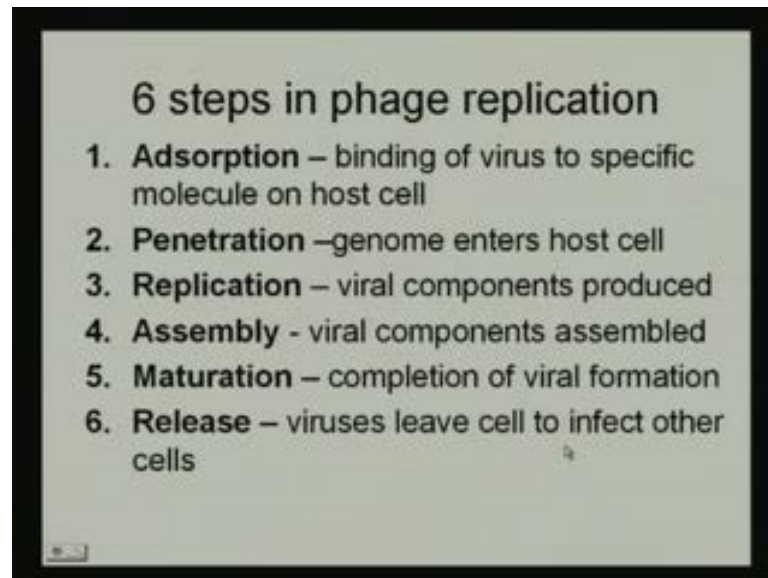 6 steps in phage replication
1. Adsorption – binding of virus to specific
molecule on host cell
2. Penetration –genome enters host cell
3. Replication – viral components produced
4. Assembly - viral components assembled
5. Maturation – completion of viral formation
6. Release – viruses leave cell to infect other
cells